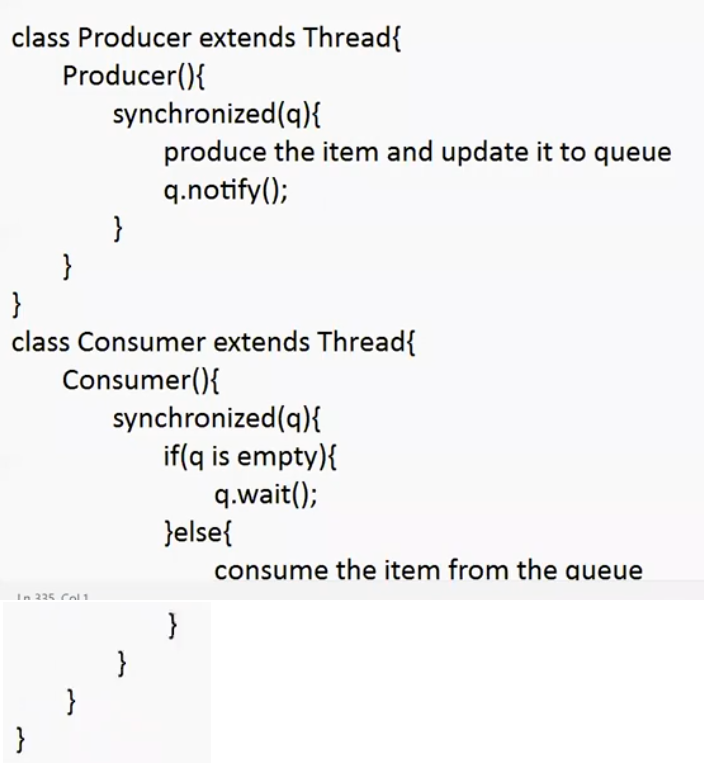 class Producer extends Thread{
Producer(){
synchronized(q){
produce the item and update it to queue
q.notify();
}
}
}
class Consumer extends Thread{
Consumer(){
synchronized(q){
if(q is empty){
q.wait();
}else{
consume the item from the queue
Ln 335, Col 1
}
}
}
}